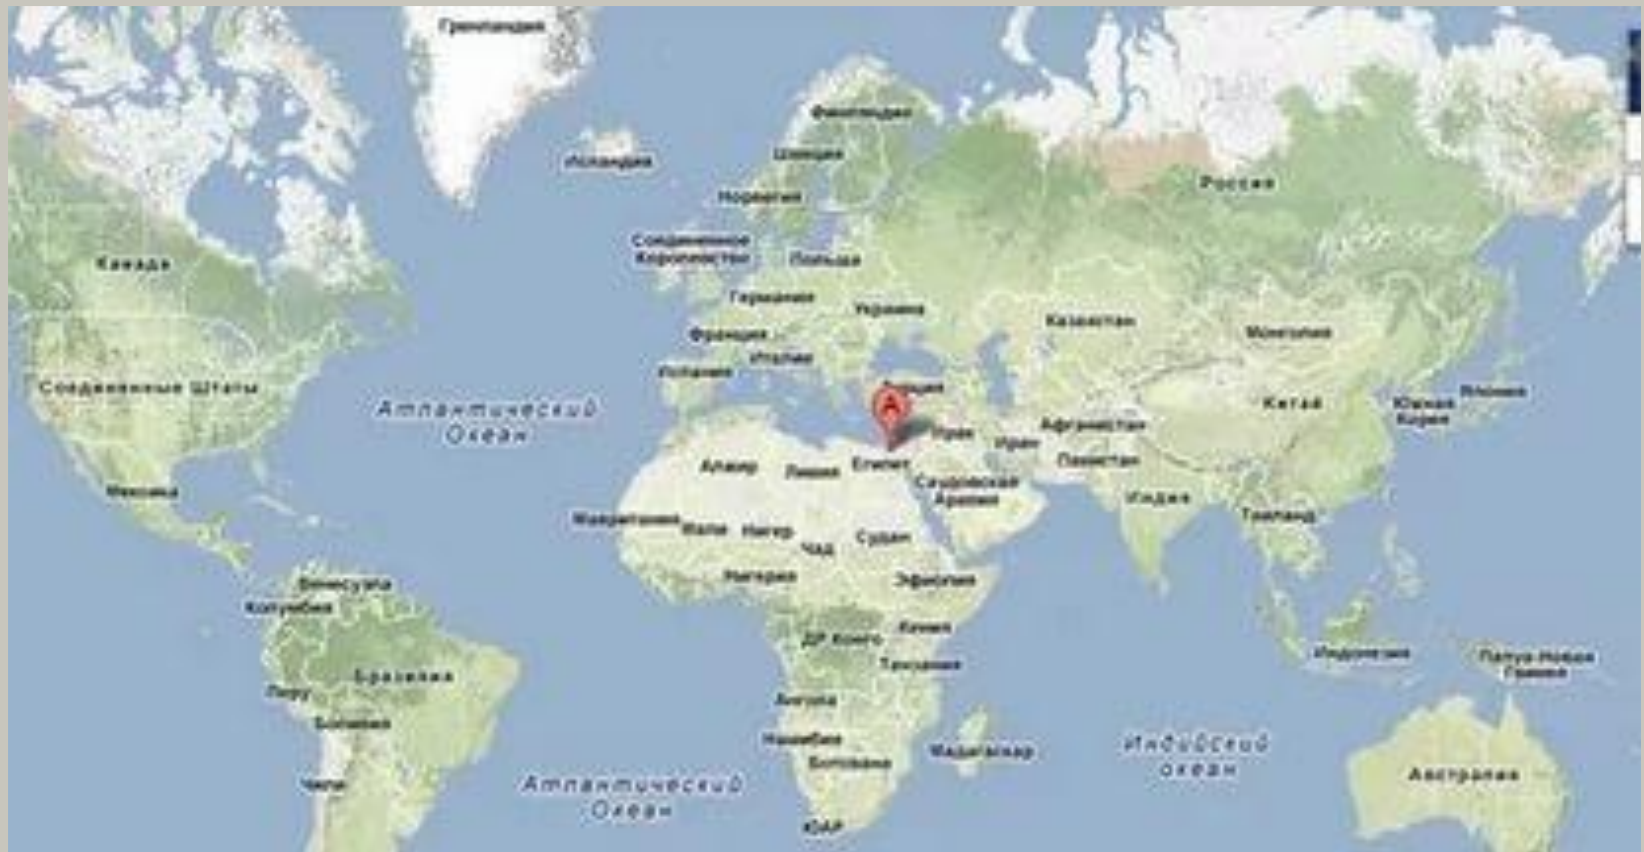 Гренландия
Финляндия
Исландия
Швеция
Россия
Норвегия
Соединенное
Королевство
Польша
Канада
Германия
Украина
Казахстан
Монголия
Франция
Италия
Испания
Соединенные Штаты
Турция
Япония
Китай
Южная
Корея
Атлантический
Океан
A
Афганистан
Ирак
Иран
Пакистан
Алжир
Ливия
Египет
Саудовская
Аравия
Мексика
Индия
Таиланд
Мавритания
Мали
Нигер
Судан
Чад
Нигерия
Эфиопия
Венесуэла
Колумбия
Кения
ДР Конго
Танзания
Индонезия
Папуа-Новая
Гвинея
Бразилия
Перу
Ангола
Боливия
Намибия
Мадагаскар
Ботсвана
Индийский
океан
Австралия
Чили
Атлантический
Океан
ЮАР